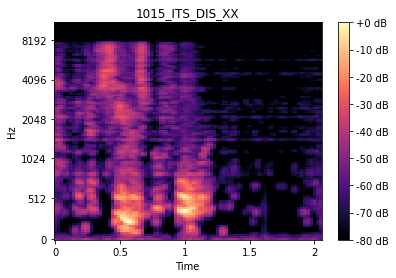 1015_ITS_DIS_XX
8192
4096
2048
1024
512
0
Hz
0
0.5
1
1.5
2
Time
+0 dB
-10 dB
-20 dB
-30 dB
-40 dB
-50 dB
-60 dB
-70 dB
-80 dB